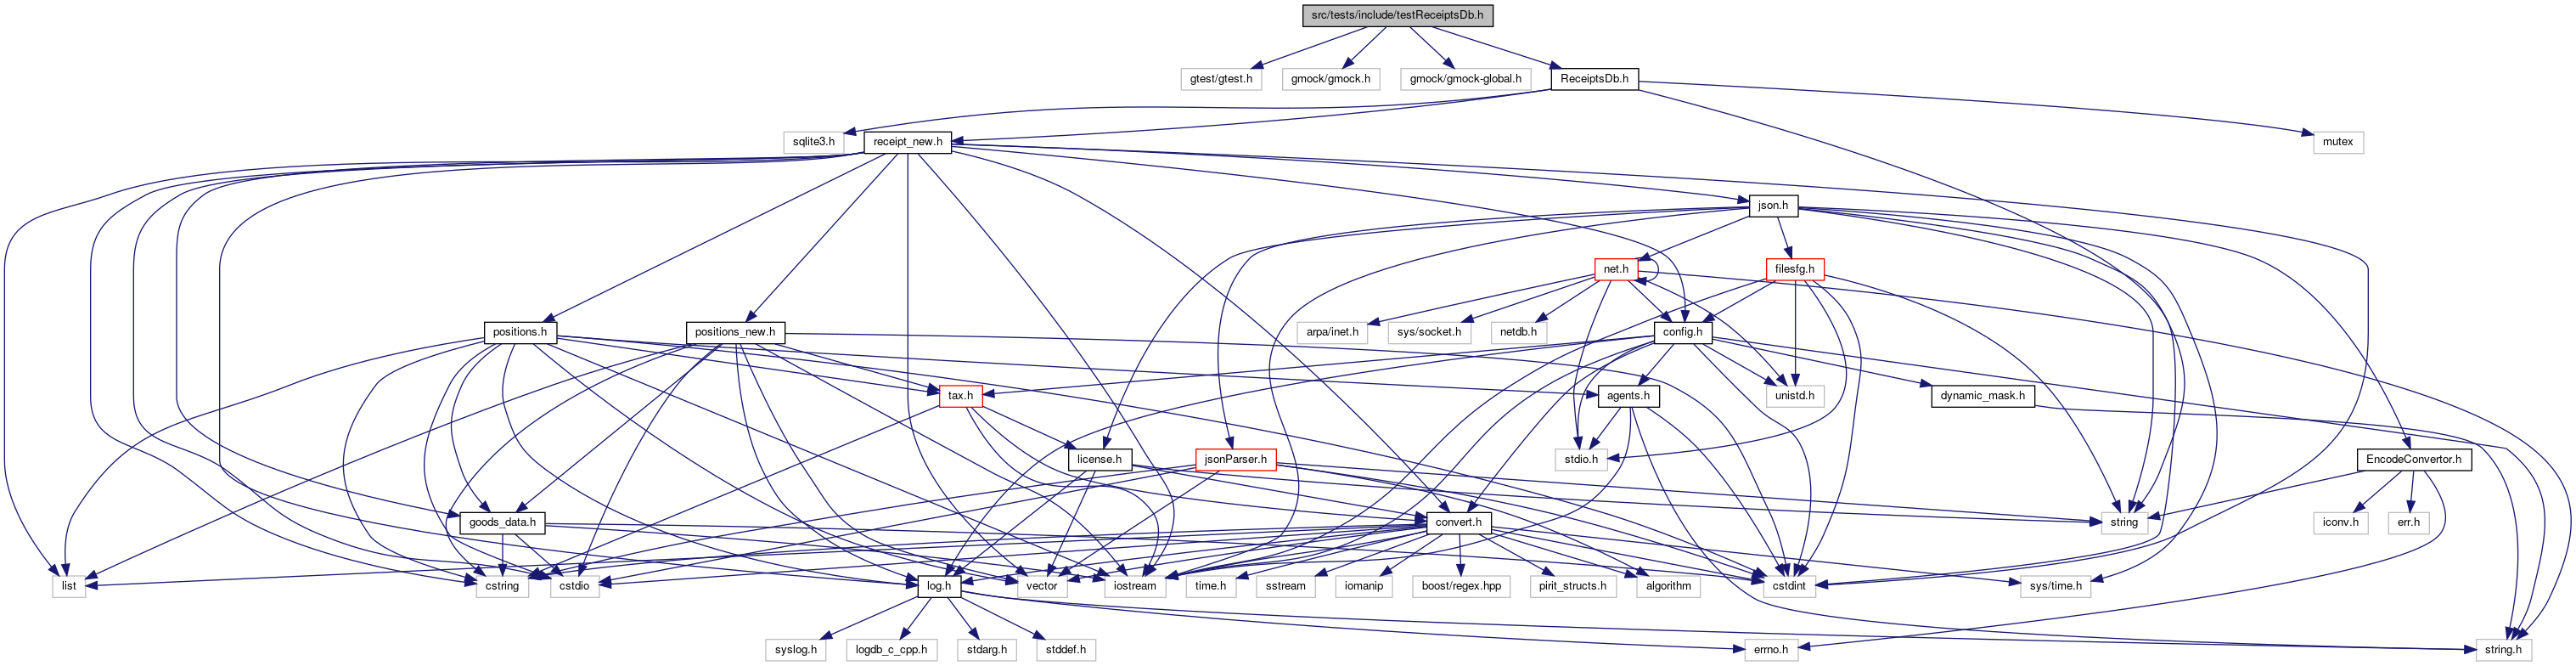 src/tests/include/testReceiptsDb.h
gtest/gtest.h
gmock/gmock.h
gmock/gmock-global.h
ReceiptsDb.h
sqlite3.h
receipt_new.h
mutex
json.h
net.h
filesfg.h
positions.h
positions_new.h
arpa/inet.h
sys/socket.h
netdb.h
config.h
tax.h
agents.h
unistd.h
dynamic_mask.h
license.h
jsonParser.h
stdio.h
EncodeConvertor.h
goods_data.h
convert.h
string
iconv.h
err.h
list
cstring
cstdio
log.h
vector
iostream
time.h
sstream
iomanip
boost/regex.hpp
pirit_structs.h
algorithm
cstdint
sys/time.h
syslog.h
logdb_c_cpp.h
stdarg.h
stddef.h
errno.h
string.h